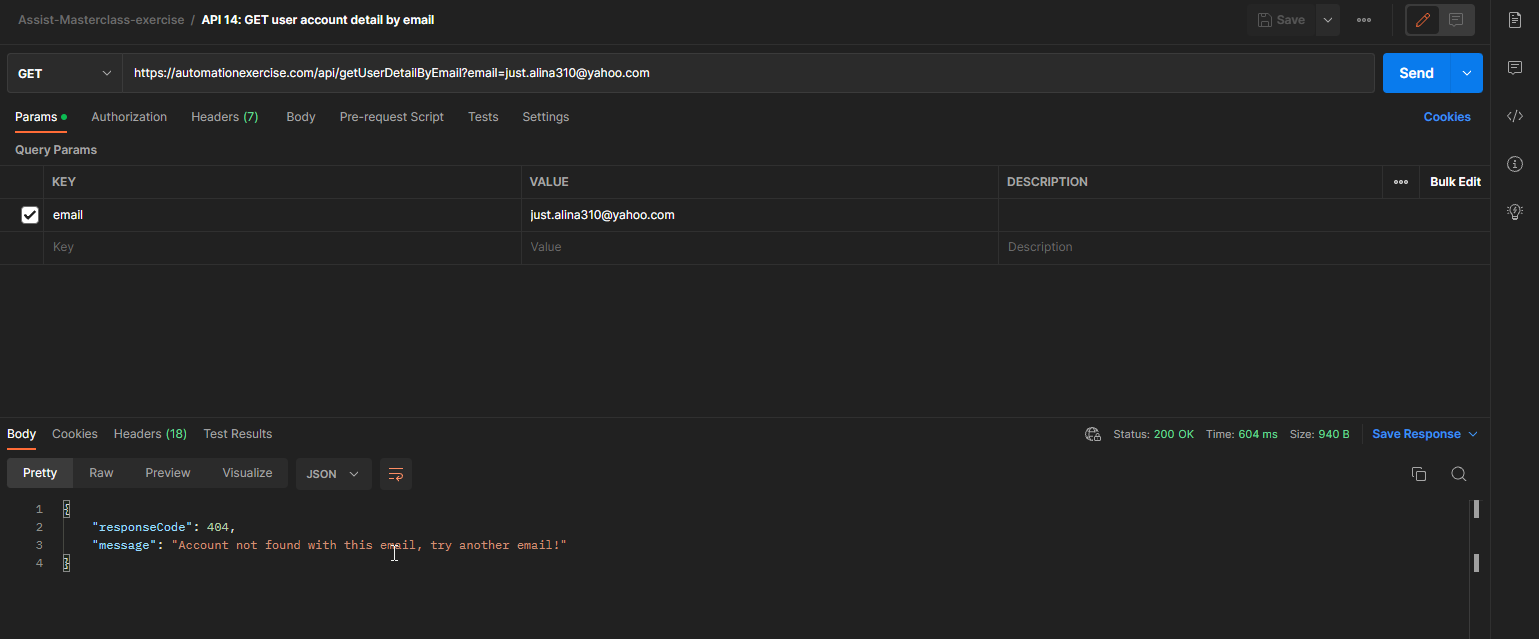 Assist-Masterclass-exercise / API 14: GET user account detail by email
Save
GET
https://automationexercise.com/api/getUserDetailByEmail?email=just.alina310@yahoo.com
Send
Params Authorization Headers (7) Body Pre-request Script Tests Settings Cookies
Query Params
KEY VALUE DESCRIPTION Bulk Edit
email just.alina310@yahoo.com
Key Value Description
Body Cookies Headers (18) Test Results Status: 200 OK Time: 604 ms Size: 940 B Save Response
Pretty Raw Preview Visualize JSON
1 {
2 "responseCode": 404,
3 "message": "Account not found with this email, try another email!"
4 }